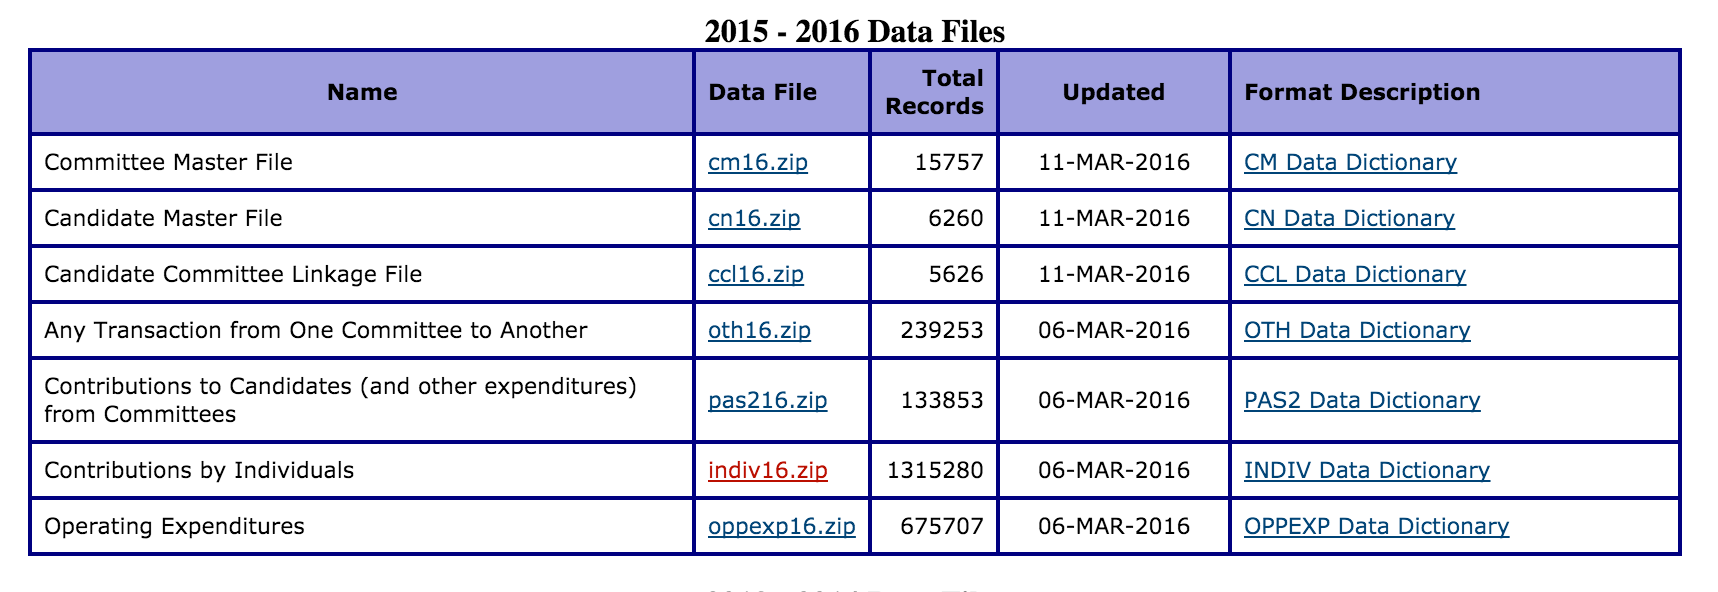 2015 - 2016 Data Files
Name Data File Total Records Updated Format Description
Committee Master File cm16.zip 15757 11-MAR-2016 CM Data Dictionary
Candidate Master File cn16.zip 6260 11-MAR-2016 CN Data Dictionary
Candidate Committee Linkage File ccl16.zip 5626 11-MAR-2016 CCL Data Dictionary
Any Transaction from One Committee to Another oth16.zip 239253 06-MAR-2016 OTH Data Dictionary
Contributions to Candidates (and other expenditures)
from Committees pas216.zip 133853 06-MAR-2016 PAS2 Data Dictionary
Contributions by Individuals indiv16.zip 1315280 06-MAR-2016 INDIV Data Dictionary
Operating Expenditures oppexp16.zip 675707 06-MAR-2016 OPPEXP Data Dictionary